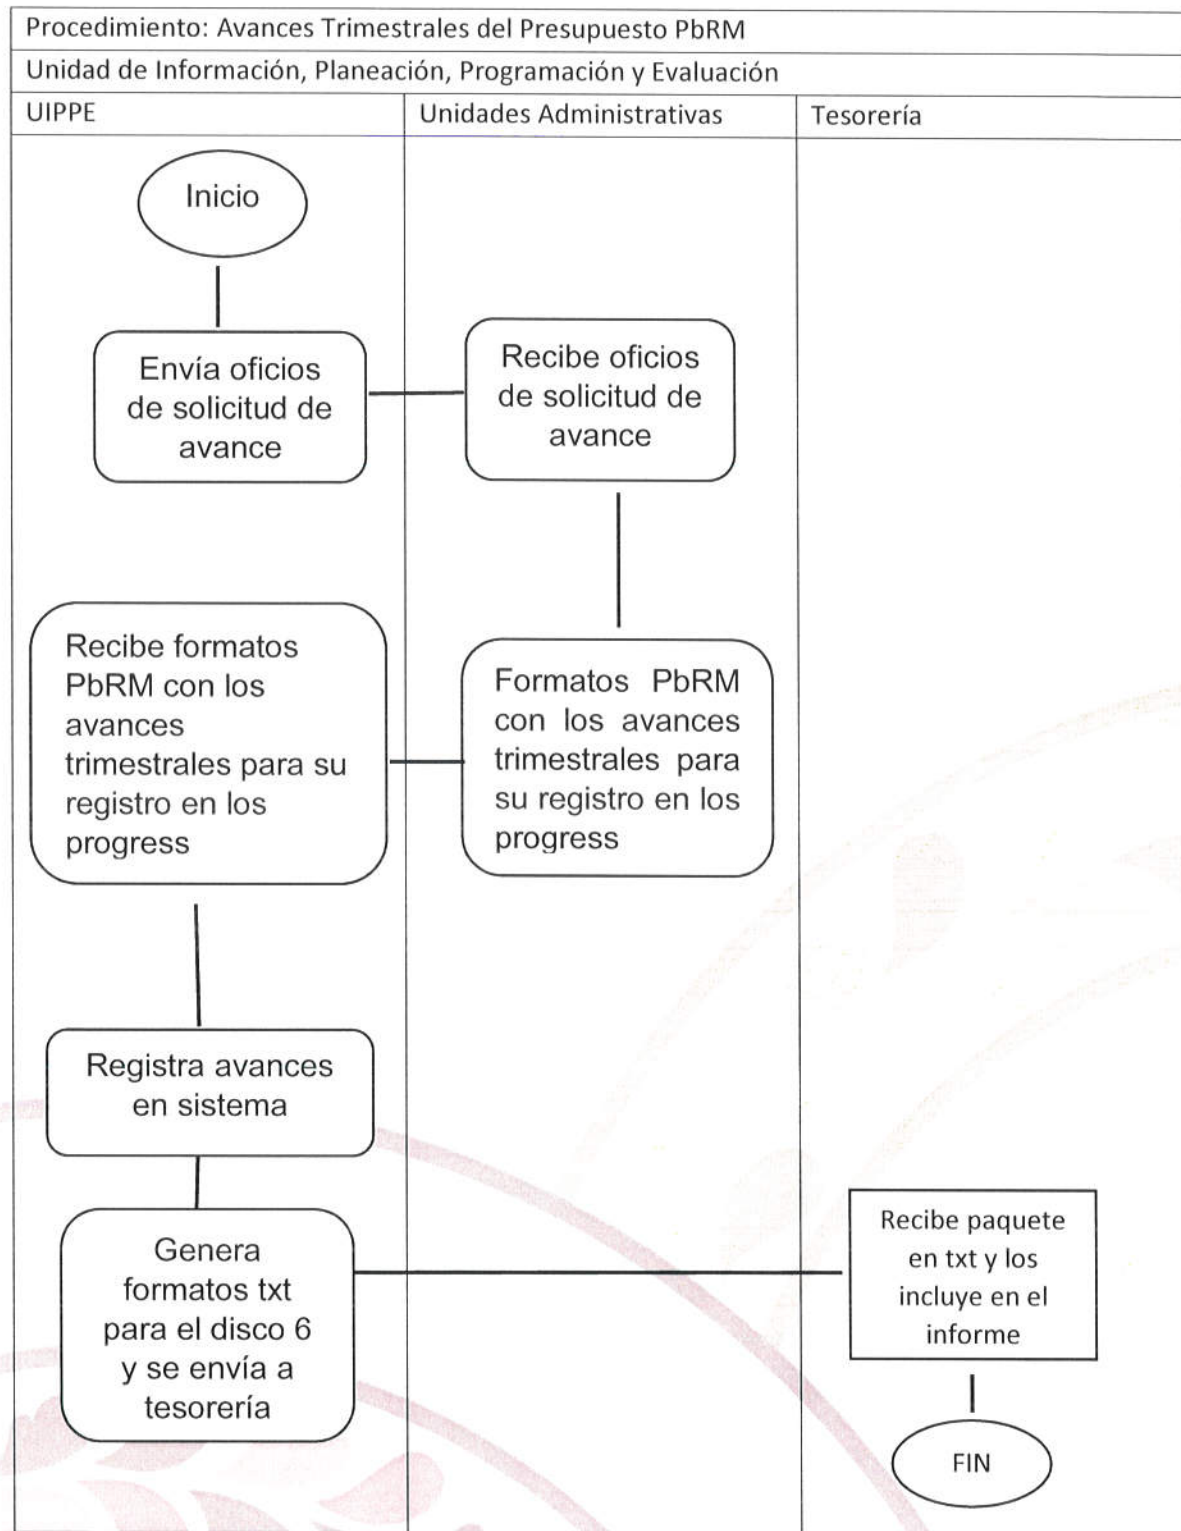 Procedimiento: Avances Trimestrales del Presupuesto PbRM
Unidad de Información, Planeación, Programación y Evaluación
UIPPE
Unidades Administrativas
Tesorería
Inicio
Envía oficios
de solicitud de
avance
Recibe oficios
de solicitud de
avance
Formatos PbRM
con los avances
trimestrales para
su registro en los
progress
Recibe formatos
PbRM con los
avances
trimestrales para su
registro en los
progress
Registra avances
en sistema
Genera
formatos txt
para el disco 6
y se envía a
tesorería
Recibe paquete
en txt y los
incluye en el
informe
FIN